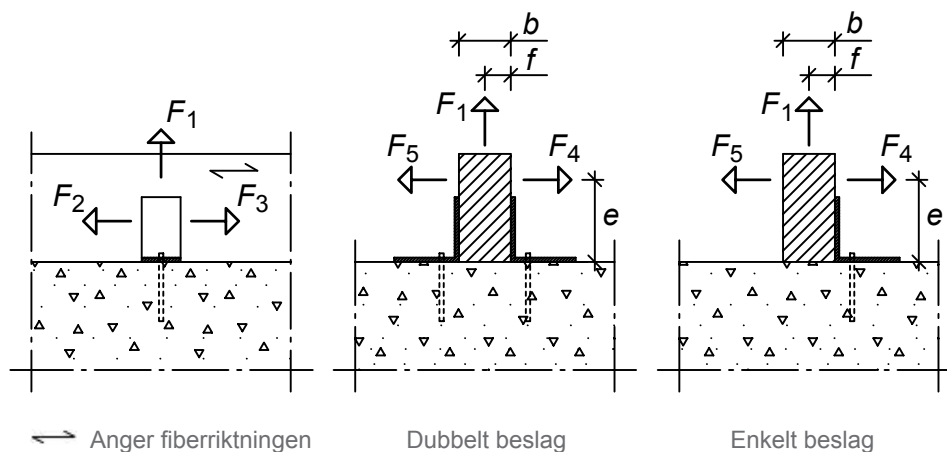 b
f
F1
F5
F4
e
b
f
F1
F5
F4
e
F1
F2
F3
Anger fiberriktningen
Dubbelt beslag
Enkelt beslag